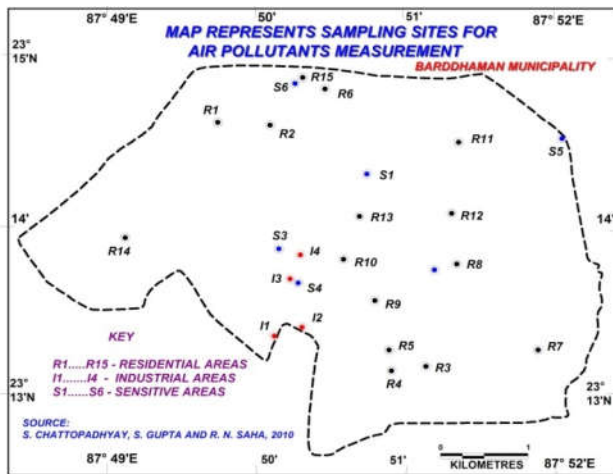 87° 49' 50' 51' 87° 52'
23° 15'N
MAP REPRESENTS SAMPLING SITES FOR
AIR POLLUTANTS MEASUREMENT
BARDDHAMAN MUNICIPALITY
R15
S6
R6
R1
R2
R11
S5
S1
R13
R12
14' 14'
R14
S3
I4
R10
R8
I3
S4
R9
I2
I1
R5
R7
R3
R4
KEY
R1.....R15 - RESIDENTIAL AREAS
I1.......I4 - INDUSTRIAL AREAS
S1......S6 - SENSITIVE AREAS
23° 13'N
23° 13'N
SOURCE:
S. CHATTOPADHYAY, S. GUPTA AND R. N. SAHA, 2010
0 1
KILOMETRES
87° 49' 50' 51' 87° 52'